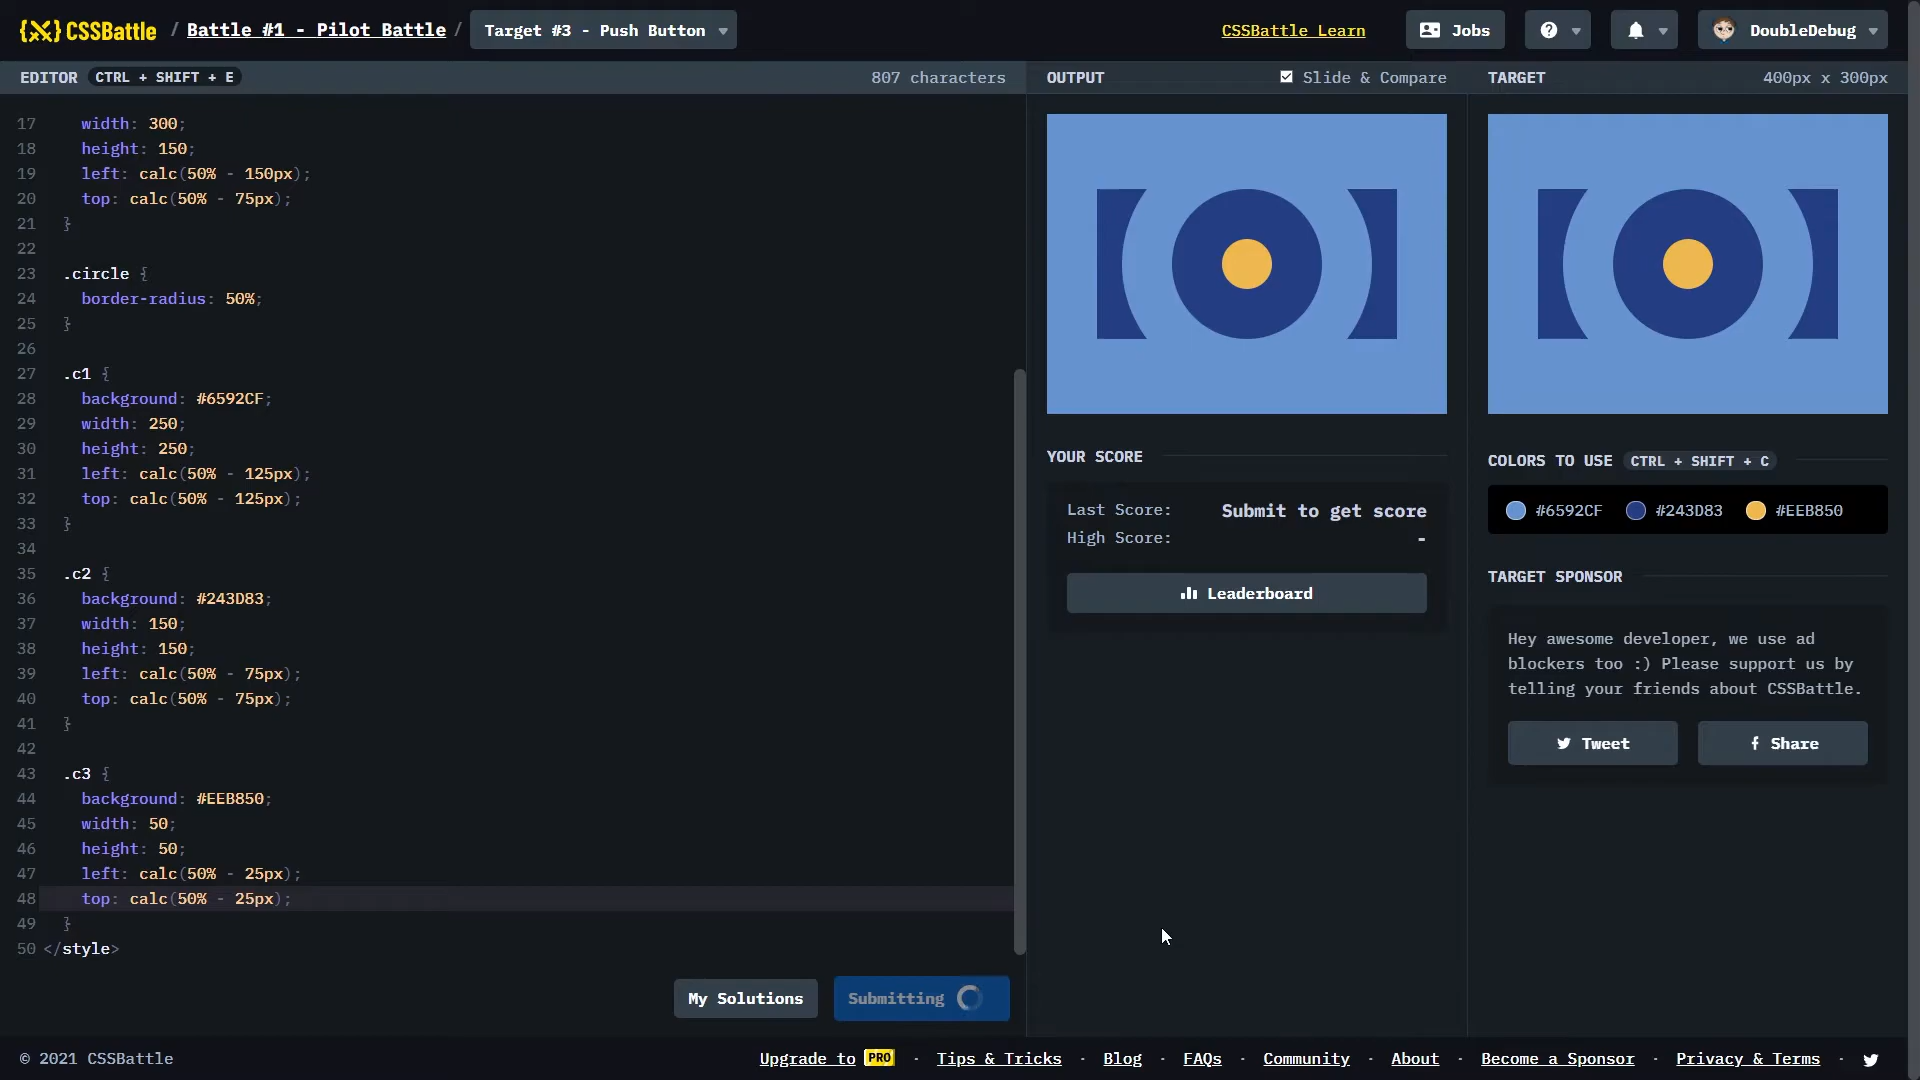 {X} CSSBattle / Battle #1 - Pilot Battle / Target #3 - Push Button
CSSBattle Learn
Jobs
DoubleDebug
EDITOR CTRL + SHIFT + E 807 characters
OUTPUT Slide & Compare
TARGET 400px x 300px
17 width: 300;
18 height: 150;
19 left: calc(50% - 150px);
20 top: calc(50% - 75px);
21 }
22
23 .circle {
24 border-radius: 50%;
25 }
26
27 .c1 {
28 background: #6592CF;
29 width: 250;
30 height: 250;
31 left: calc(50% - 125px);
32 top: calc(50% - 125px);
33 }
34
35 .c2 {
36 background: #243D83;
37 width: 150;
38 height: 150;
39 left: calc(50% - 75px);
40 top: calc(50% - 75px);
41 }
42
43 .c3 {
44 background: #EEB850;
45 width: 50;
46 height: 50;
47 left: calc(50% - 25px);
48 top: calc(50% - 25px);
49 }
50 </style>
My Solutions
Submitting
YOUR SCORE
Last Score: Submit to get score
High Score: -
Leaderboard
COLORS TO USE CTRL + SHIFT + C
#6592CF #243D83 #EEB850
TARGET SPONSOR
Hey awesome developer, we use ad
blockers too :) Please support us by
telling your friends about CSSBattle.
Tweet
Share
© 2021 CSSBattle
Upgrade to PRO · Tips & Tricks · Blog · FAQs · Community · About · Become a Sponsor · Privacy & Terms ·